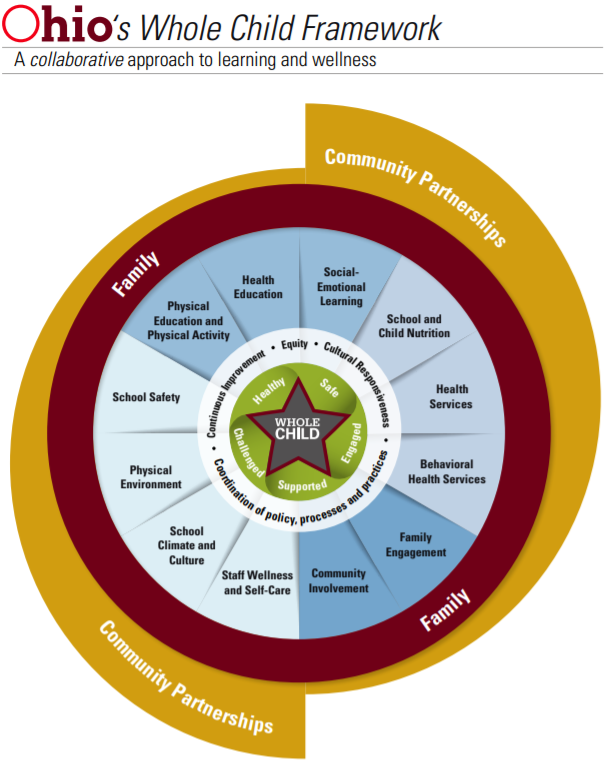 Ohio's Whole Child Framework
A collaborative approach to learning and wellness
Community Partnerships
Family
Health
Education
Social-
Emotional
Learning
Physical
Education and
Physical Activity
School and
Child Nutrition
School Safety
Health
Services
Physical
Environment
Behavioral
Health Services
School
Climate and
Culture
Family
Engagement
Staff Wellness
and Self-Care
Community
Involvement
Continuous Improvement • Equity • Cultural Responsiveness •
Coordination of policy, processes and practices •
Healthy
Safe
Engaged
Supported
Challenged
WHOLE
CHILD
Family
Community Partnerships